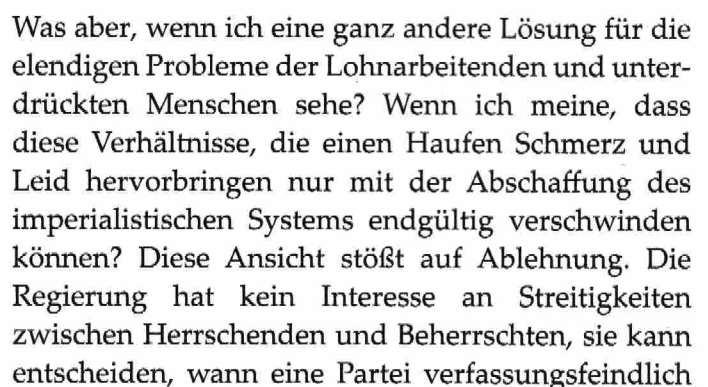 Was aber, wenn ich eine ganz andere Lösung für die
elendigen Probleme der Lohnarbeitenden und unter-
drückten Menschen sehe? Wenn ich meine, dass
diese Verhältnisse, die einen Haufen Schmerz und
Leid hervorbringen nur mit der Abschaffung des
imperialistischen Systems endgültig verschwinden
können? Diese Ansicht stößt auf Ablehnung. Die
Regierung hat kein Interesse an Streitigkeiten
zwischen Herrschenden und Beherrschten, sie kann
entscheiden, wann eine Partei verfassungsfeindlich